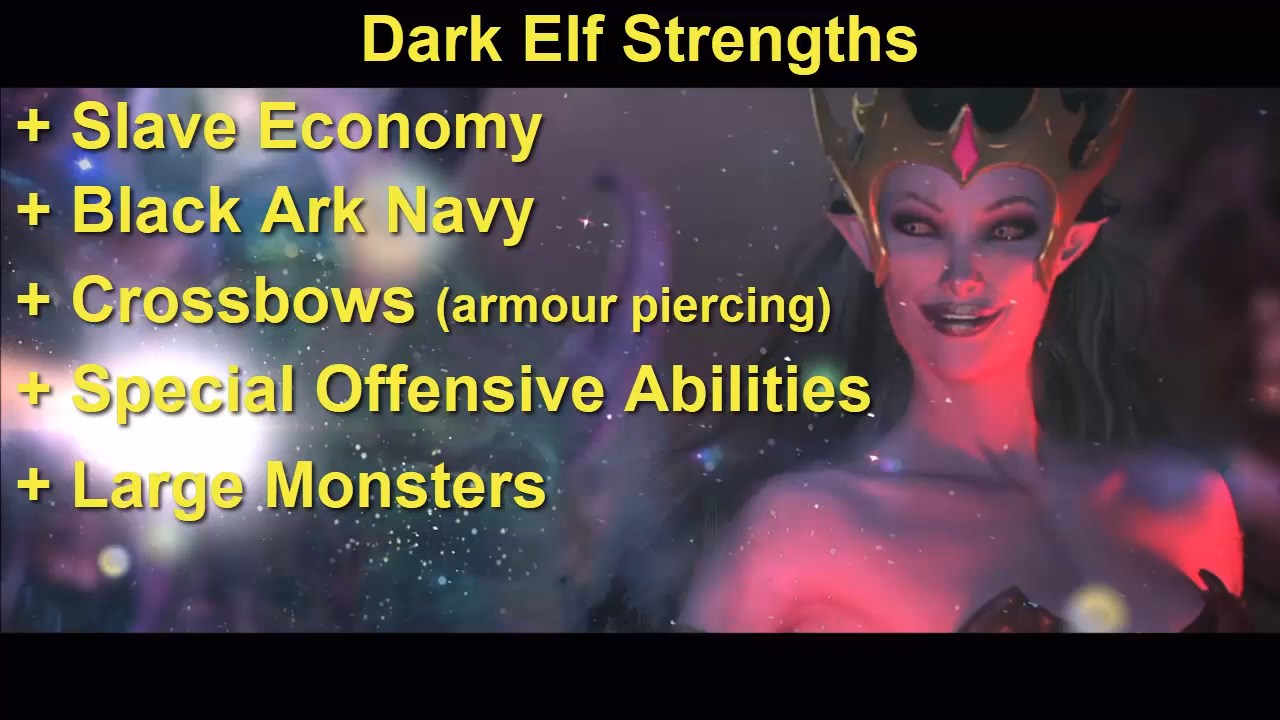 Dark Elf Strengths
+ Slave Economy
+ Black Ark Navy
+ Crossbows (armour piercing)
+ Special Offensive Abilities
+ Large Monsters